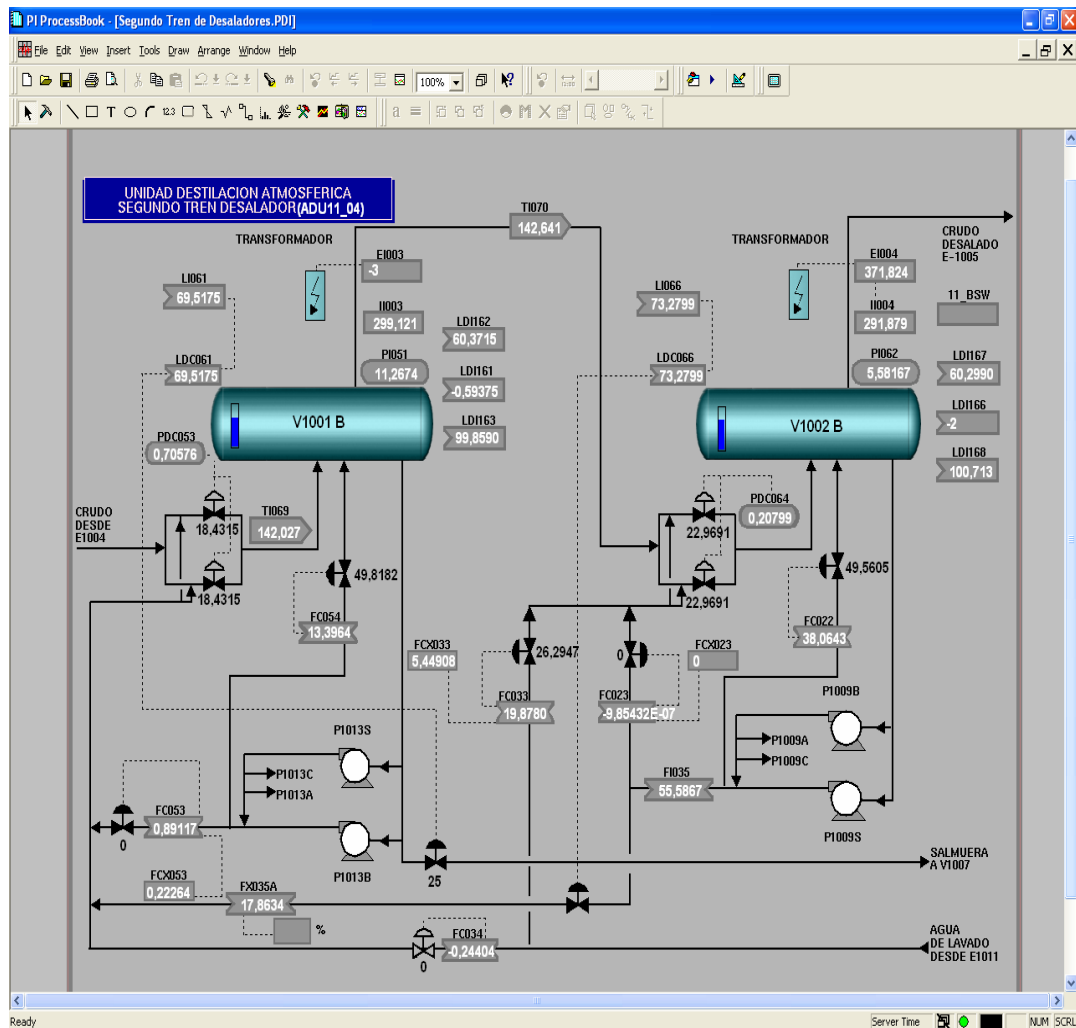 PI ProcessBook - [Segundo Tren de Desaladores.PDI]
File Edit View Insert Tools Draw Arrange Window Help
100%
T
123
a
M
UNIDAD DESTILACION ATMOSFERICA
SEGUNDO TREN DESALADOR(ADU11_04)
TRANSFORMADOR
EI003
-3
II003
299,121
PI051
11,2674
TI070
142,641
TRANSFORMADOR
EI004
371,824
II004
291,879
PI062
5,58167
CRUDO
DESALADO
E-1005
11_BSW
LI061
69,5175
LDC061
69,5175
LDI162
60,3715
LDI161
-0,59375
LDI163
99,8590
LI066
73,2799
LDC066
73,2799
LDI167
60,2990
LDI166
-2
LDI168
100,713
V1001 B
V1002 B
PDC053
0,70576
18,4315
18,4315
CRUDO
DESDE
E1004
TI069
142,027
49,8182
FC054
13,3964
PDC064
0,20799
22,9691
22,9691
49,5605
FC022
38,0643
FCX033
5,44908
26,2947
FC033
19,8780
0
FC023
-9,85432E-07
FCX023
0
P1009B
P1009A
P1009C
P1009S
FI035
55,5867
P1013S
P1013C
P1013A
P1013B
FC053
0,89117
0
FCX053
0,22264
FX035A
17,8634
%
25
SALMUERA
A V1007
FC034
-0,24404
0
AGUA
DE LAVADO
DESDE E1011
Ready
Server Time
NUM
SCRL